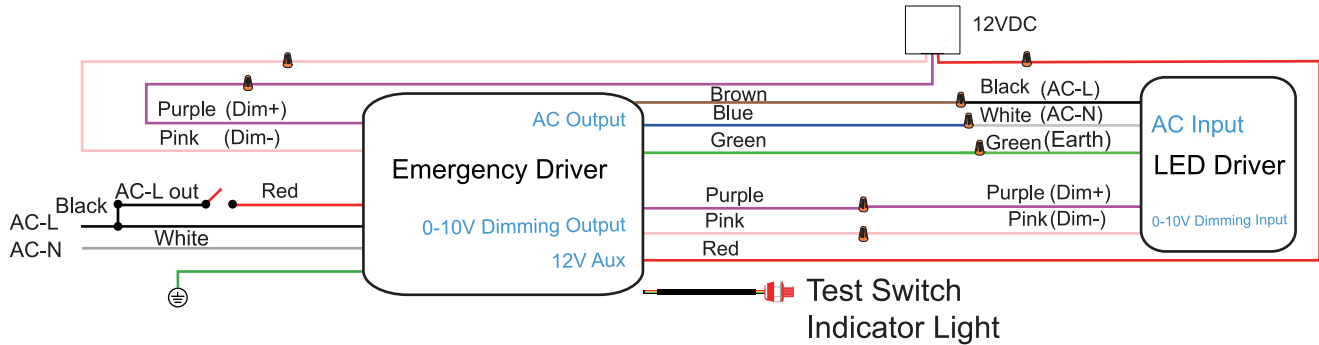 12VDC
Purple (Dim+)
Pink (Dim-)
AC-L out
Red
Black
AC-L
AC-N
White
AC Output
Emergency Driver
0-10V Dimming Output
12V Aux
Brown
Blue
Green
Purple
Pink
Red
Black (AC-L)
White (AC-N)
Green (Earth)
Purple (Dim+)
Pink (Dim-)
AC Input
LED Driver
0-10V Dimming Input
Test Switch
Indicator Light